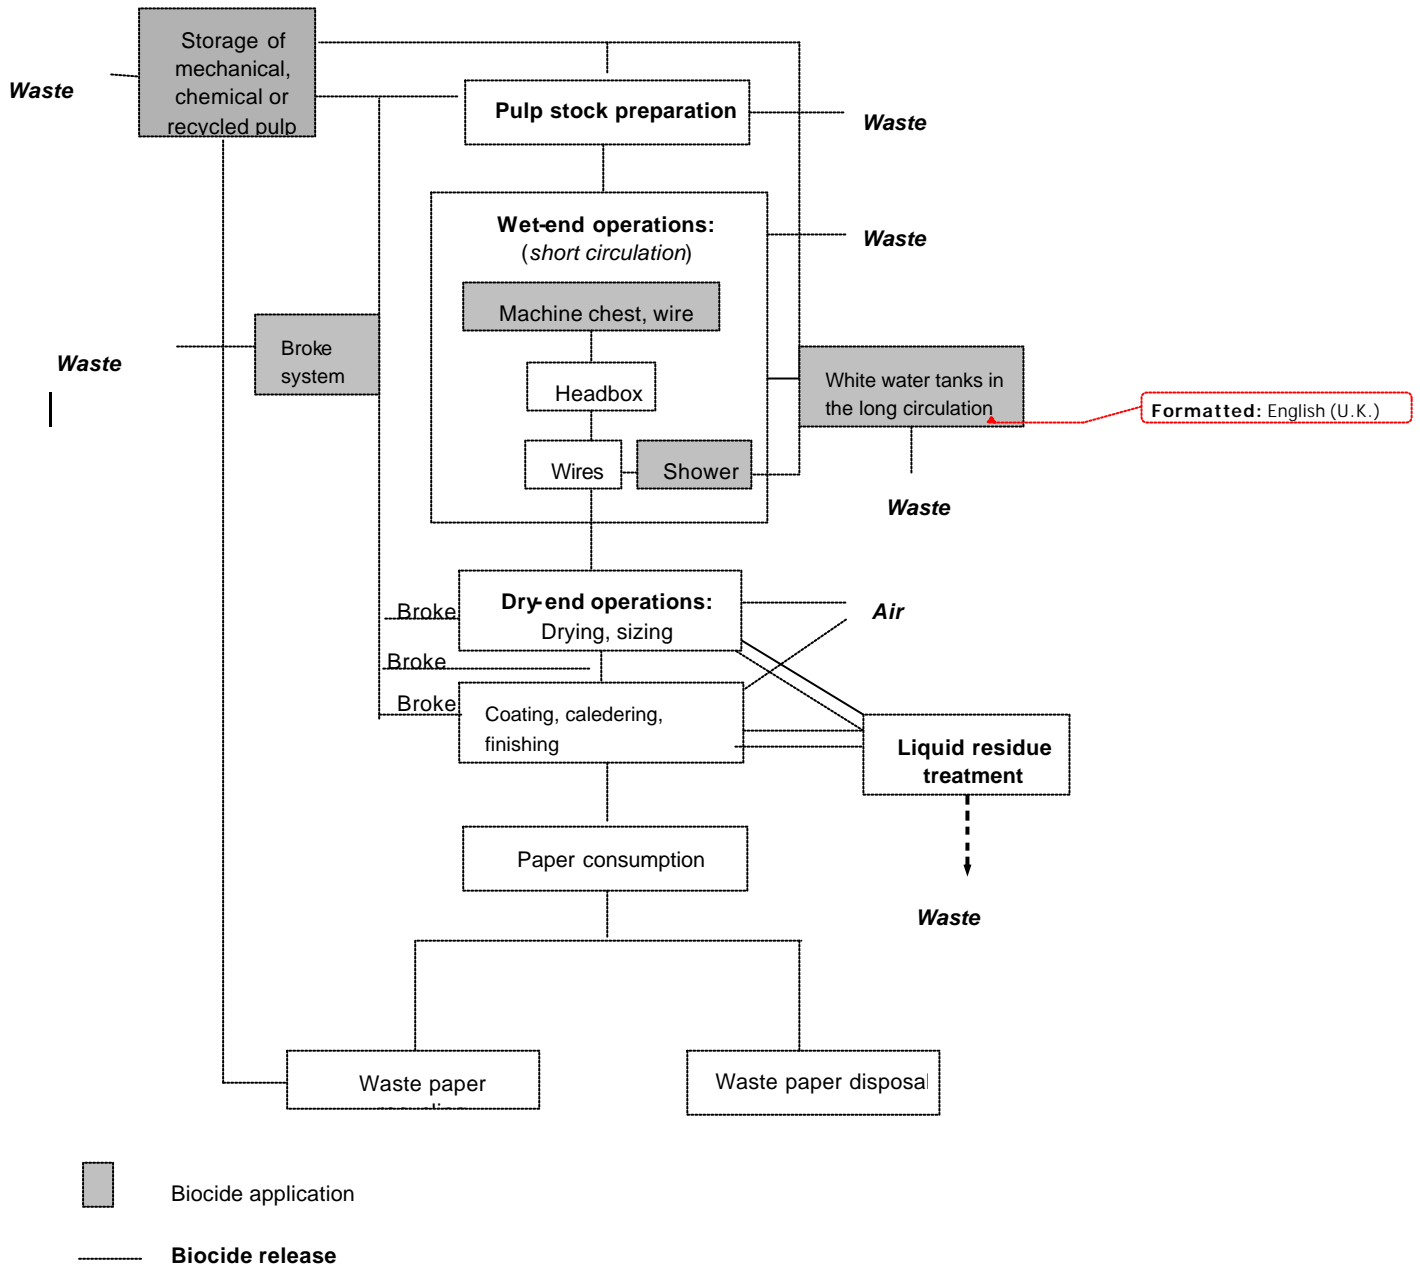 Storage of
mechanical,
chemical or
recycled pulp
Waste
Pulp stock preparation
Waste
Wet-end operations:
(short circulation)
Waste
Machine chest, wire
Broke
system
Waste
Headbox
White water tanks in
the long circulation
Formatted: English (U.K.)
Wires
Shower
Waste
Broke
Dry-end operations:
Drying, sizing
Air
Broke
Broke
Coating, caledering,
finishing
Liquid residue
treatment
Paper consumption
Waste
Waste paper
Waste paper disposal
Biocide application
Biocide release